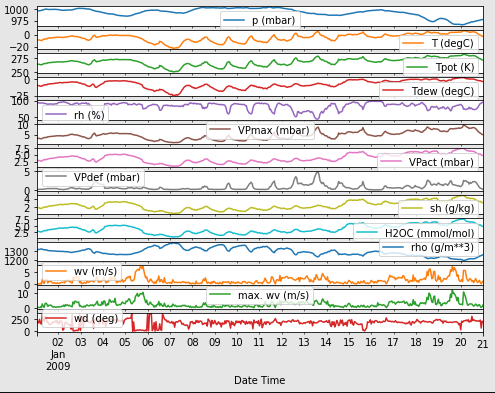 1000
975
p (mbar)
0
−20
T (degC)
275
250
Tpot (K)
−25
Tdew (degC)
100
50
rh (%)
10
5
VPmax (mbar)
7.5
5.0
2.5
VPact (mbar)
5
0
VPdef (mbar)
4
2
sh (g/kg)
7.5
5.0
2.5
H2OC (mmol/mol)
1300
1200
rho (g/m**3)
5
0
wv (m/s)
10
0
max. wv (m/s)
250
0
wd (deg)
02 03 04 05 06 07 08 09 10 11 12 13 14 15 16 17 18 19 20 21
Jan
2009
Date Time